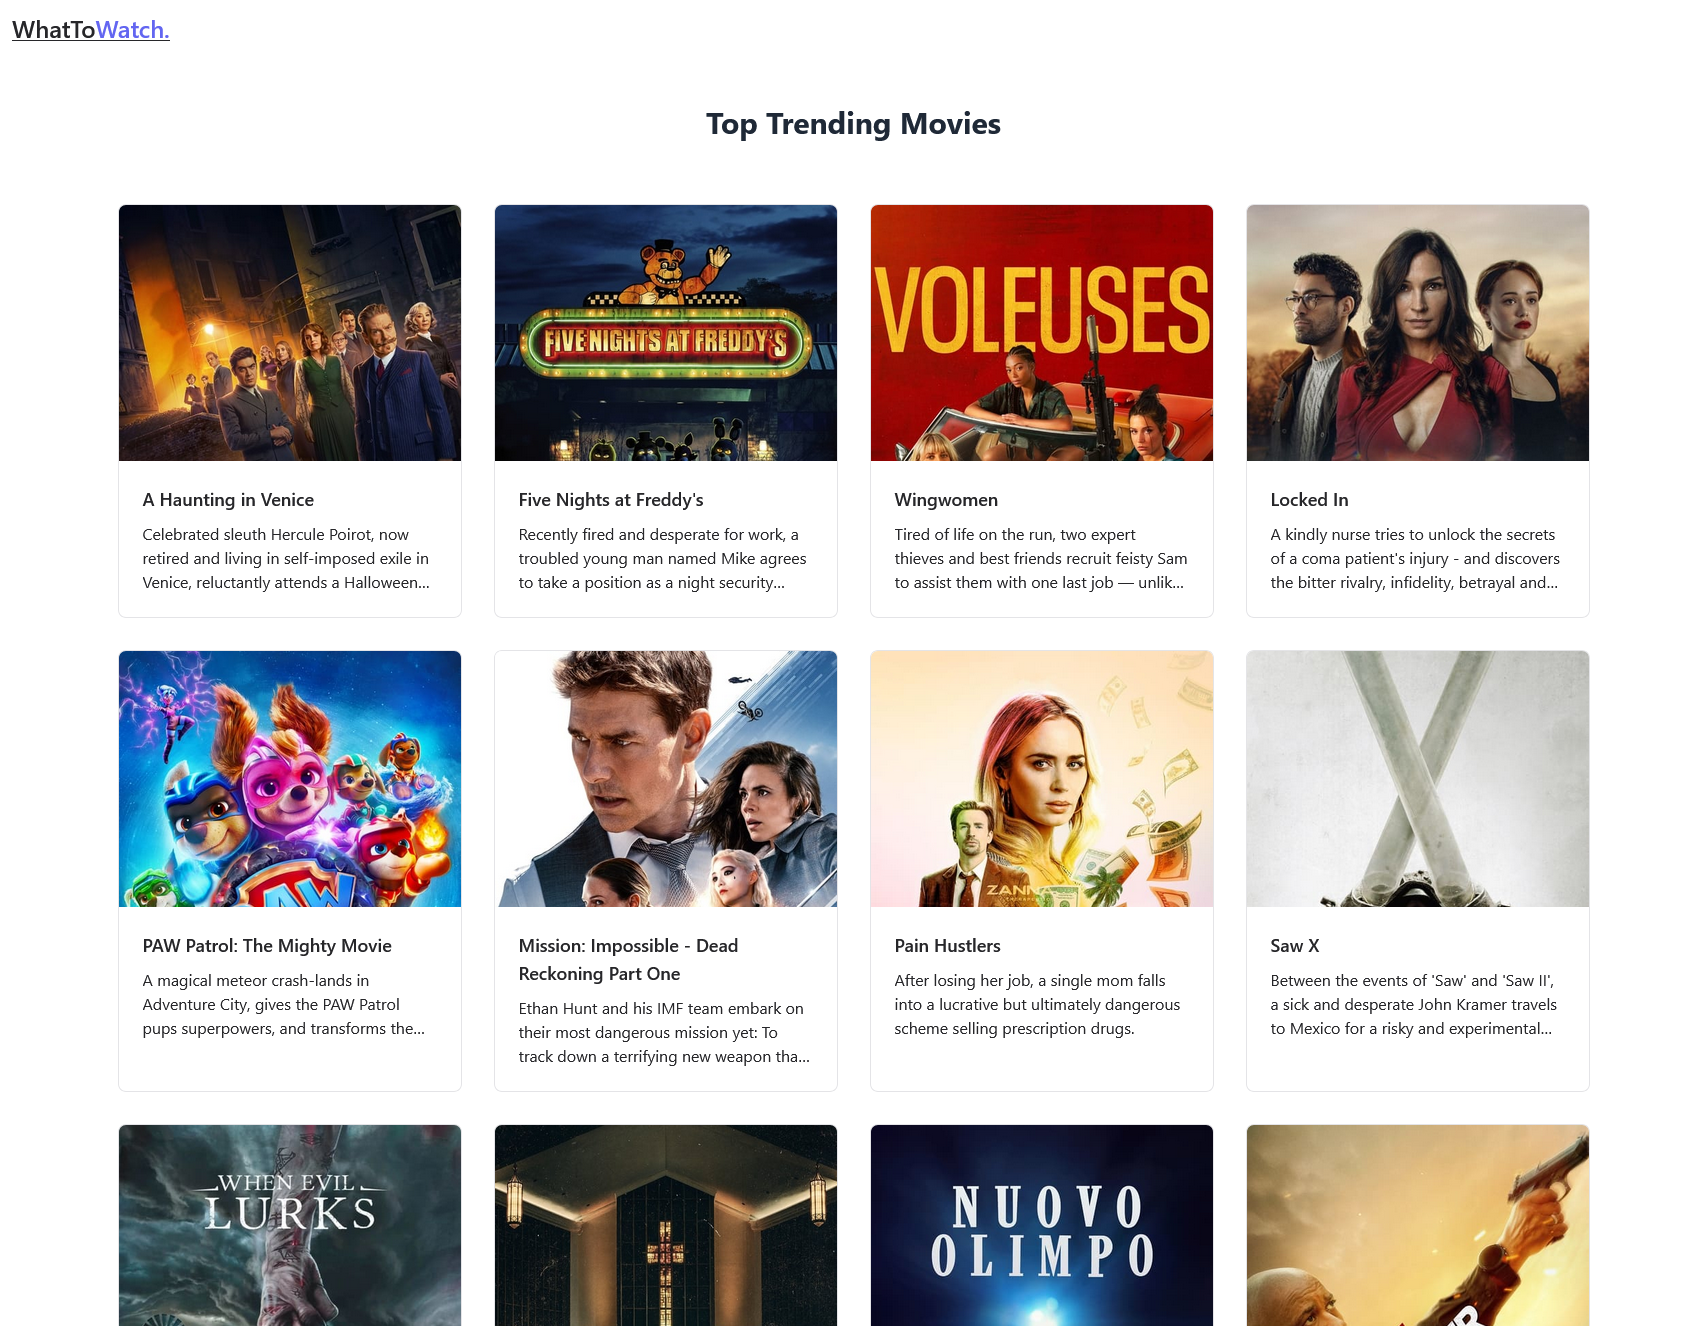 WhatToWatch.
Top Trending Movies
FIVE NIGHTS AT FREDDY'S
VOLEUSES
A Haunting in Venice
Celebrated sleuth Hercule Poirot, now
retired and living in self-imposed exile in
Venice, reluctantly attends a Halloween...
Five Nights at Freddy's
Recently fired and desperate for work, a
troubled young man named Mike agrees
to take a position as a night security...
Wingwomen
Tired of life on the run, two expert
thieves and best friends recruit feisty Sam
to assist them with one last job — unlik...
Locked In
A kindly nurse tries to unlock the secrets
of a coma patient's injury - and discovers
the bitter rivalry, infidelity, betrayal and...
AW
ZANNA
PAW Patrol: The Mighty Movie
A magical meteor crash-lands in
Adventure City, gives the PAW Patrol
pups superpowers, and transforms the...
Mission: Impossible - Dead
Reckoning Part One
Ethan Hunt and his IMF team embark on
their most dangerous mission yet: To
track down a terrifying new weapon tha...
Pain Hustlers
After losing her job, a single mom falls
into a lucrative but ultimately dangerous
scheme selling prescription drugs.
Saw X
Between the events of 'Saw' and 'Saw II',
a sick and desperate John Kramer travels
to Mexico for a risky and experimental...
WHEN EVIL
LURKS
NUOVO
OLIMPO